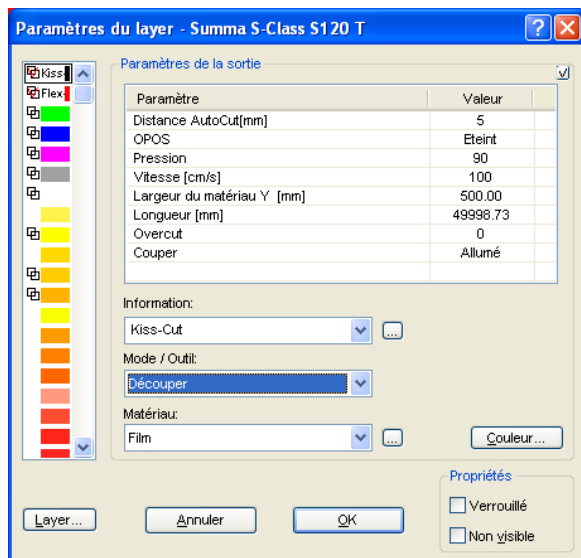 Paramètres du layer - Summa S-Class S120 T
Kiss-
Flex-
Paramètres de la sortie
Paramètre Valeur
Distance AutoCut[mm] 5
OPOS Eteint
Pression 90
Vitesse [cm/s] 100
Largeur du matériau Y [mm] 500.00
Longueur [mm] 49998.73
Overcut 0
Couper Allumé
Information:
Kiss-Cut
...
Mode / Outil:
Découper
Matériau:
Film
...
Couleur...
Propriétés
Verrouillé
Non visible
Layer...
Annuler
OK